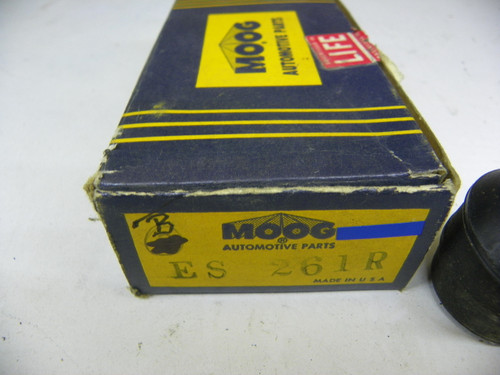 MOOG
AUTOMOTIVE PARTS
LIFE
B
MOOG
®
AUTOMOTIVE PARTS
ES 261R
MADE IN U S A